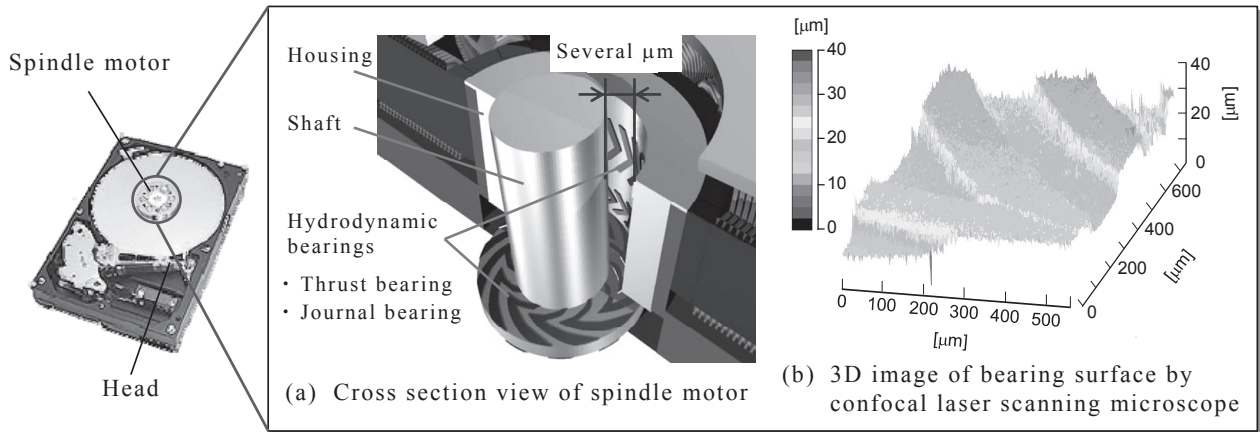 Spindle motor
Head
Housing
Shaft
Several μm
Hydrodynamic
bearings
・ Thrust bearing
・ Journal bearing
(a) Cross section view of spindle motor
[μm]
40
30
20
10
0
40
20
0
[μm]
600
400
200
0
[μm]
0 100 200 300 400 500
[μm]
(b) 3D image of bearing surface by
confocal laser scanning microscope